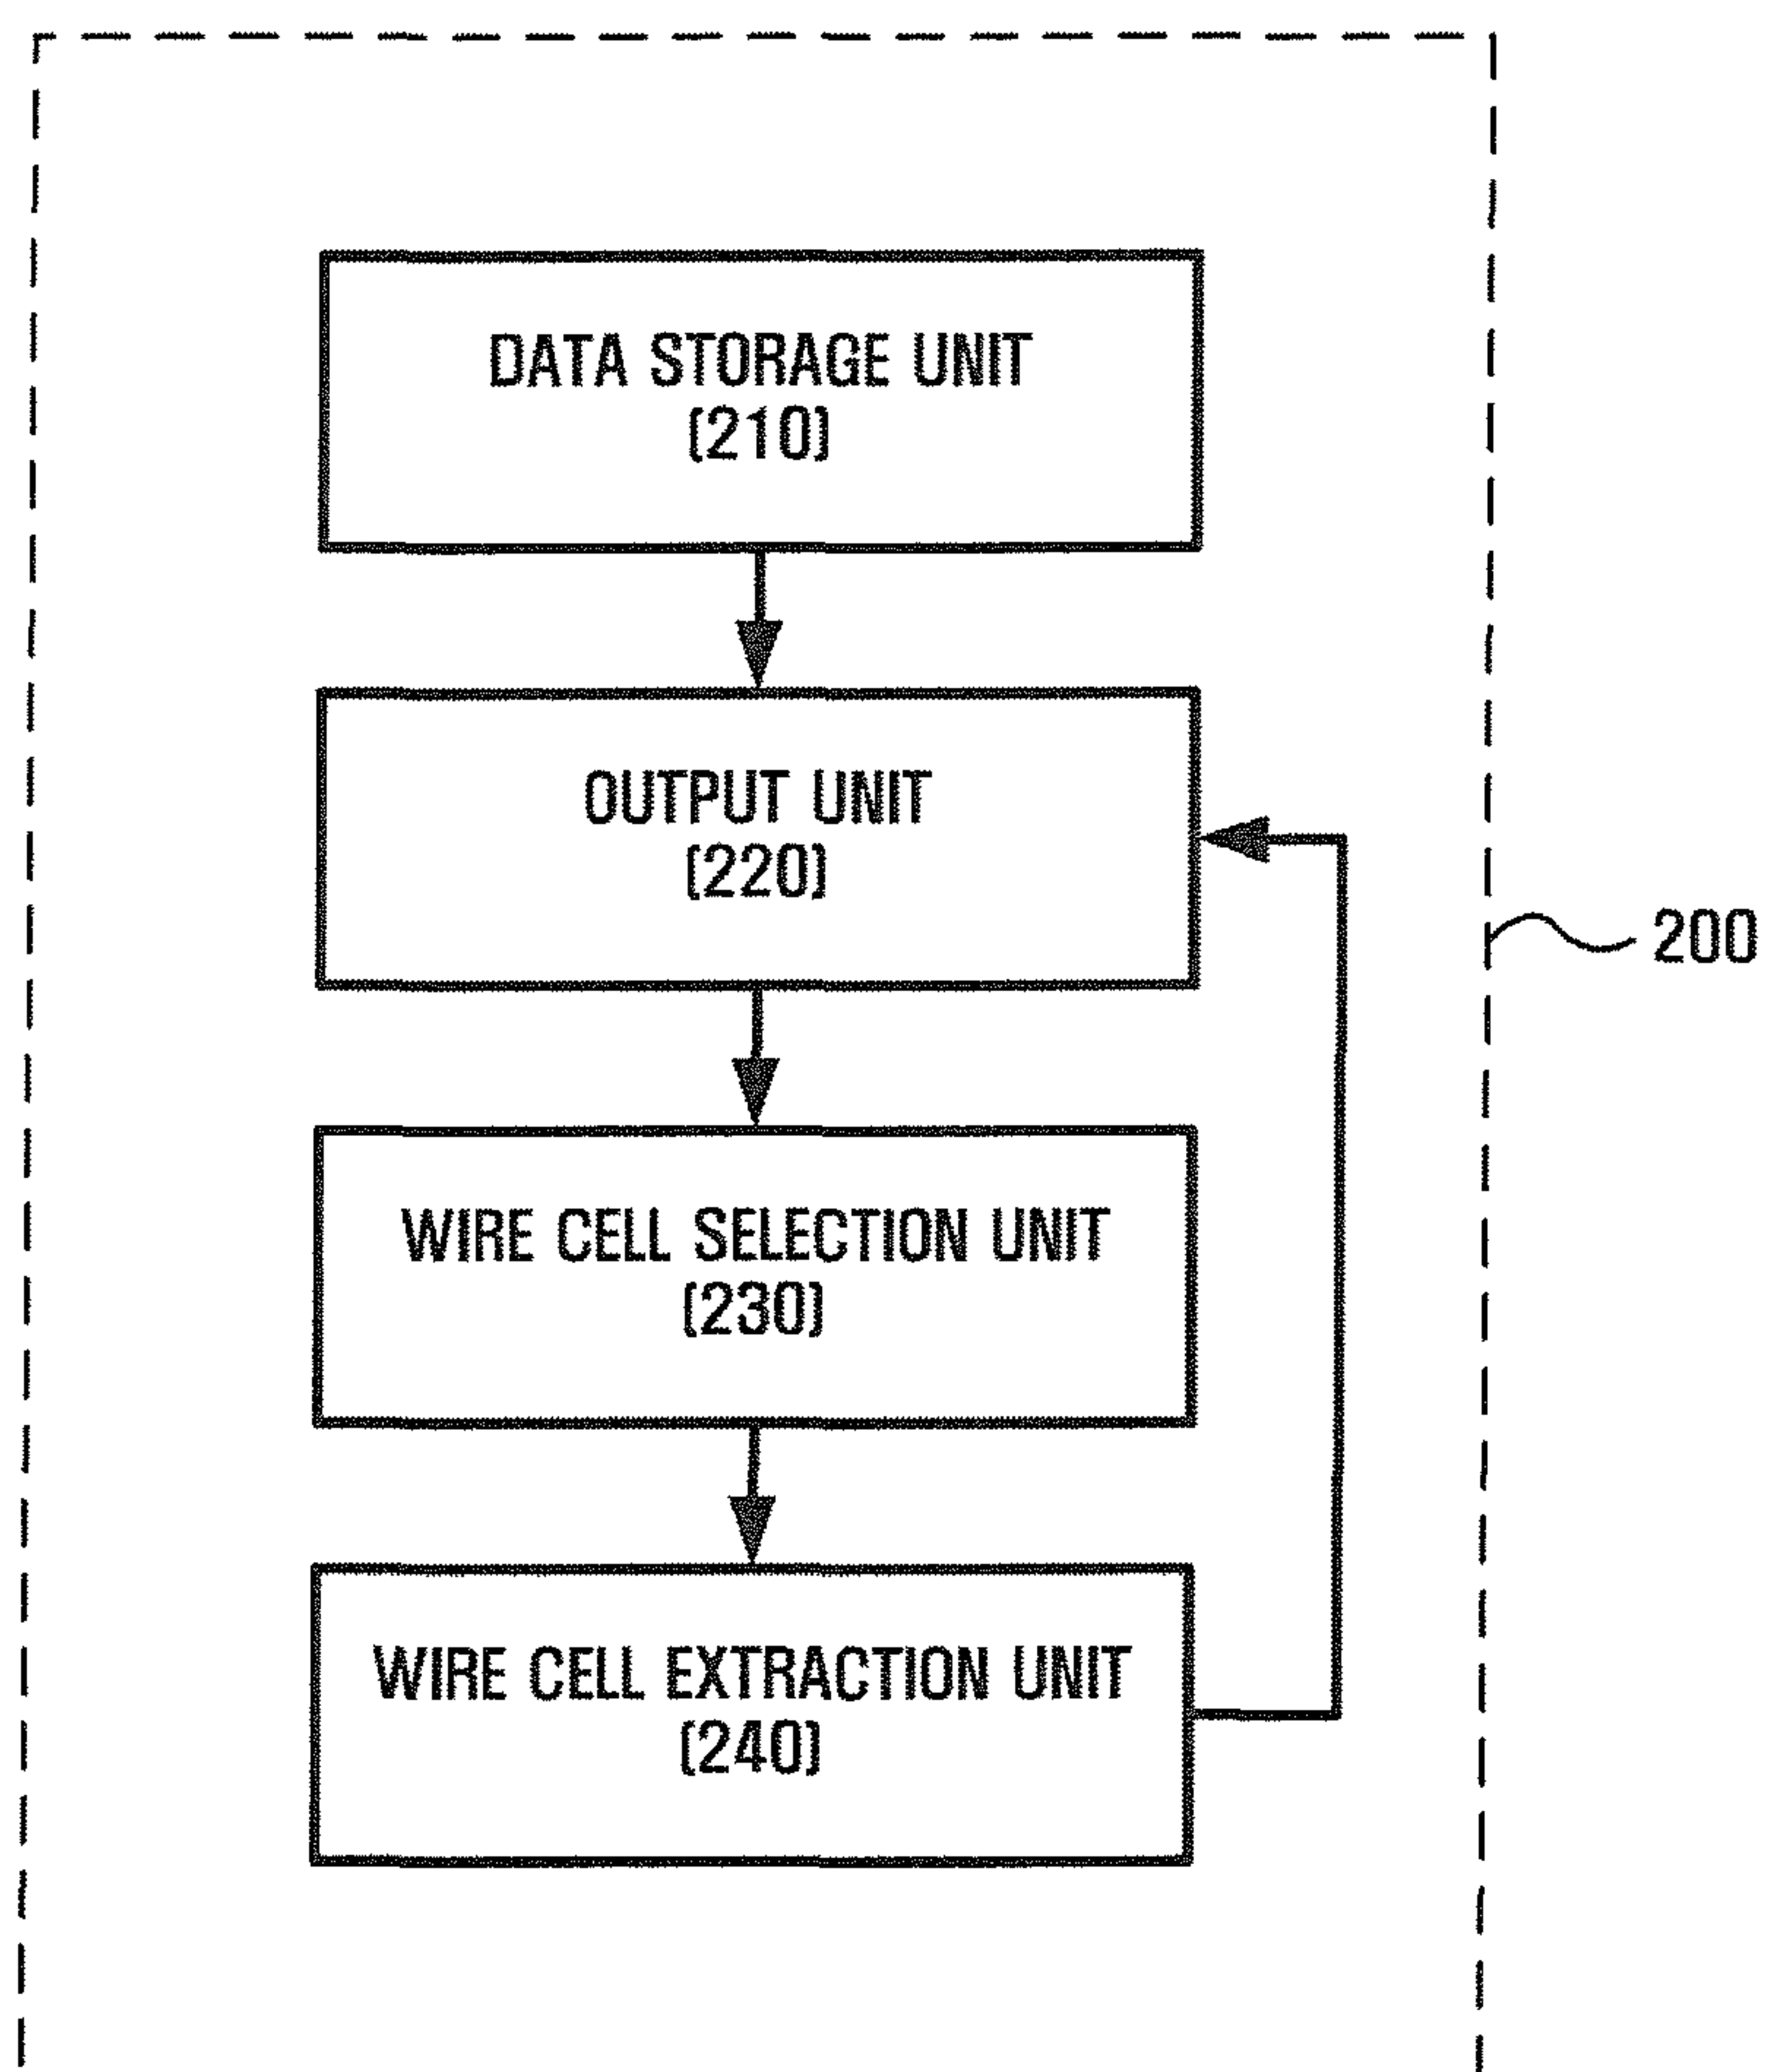 DATA STORAGE UNIT
(210)
OUTPUT UNIT
(220)
200
WIRE CELL SELECTION UNIT
(230)
WIRE CELL EXTRACTION UNIT
(240)